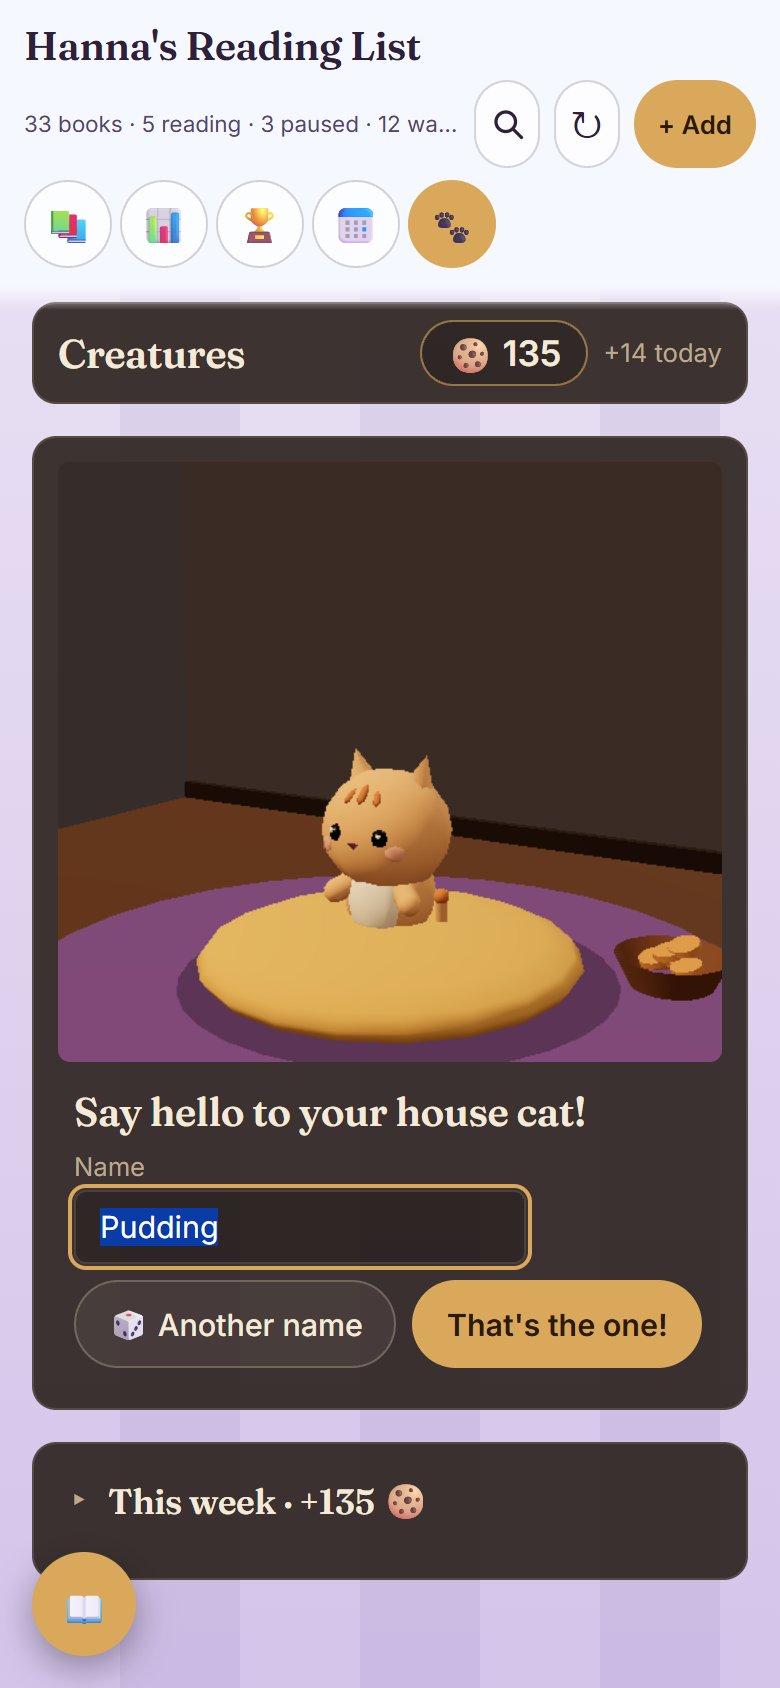 Hanna's Reading List
33 books · 5 reading · 3 paused · 12 wa...
+ Add
Creatures
135
+14 today
Say hello to your house cat!
Name
Pudding
Another name
That's the one!
This week · +135